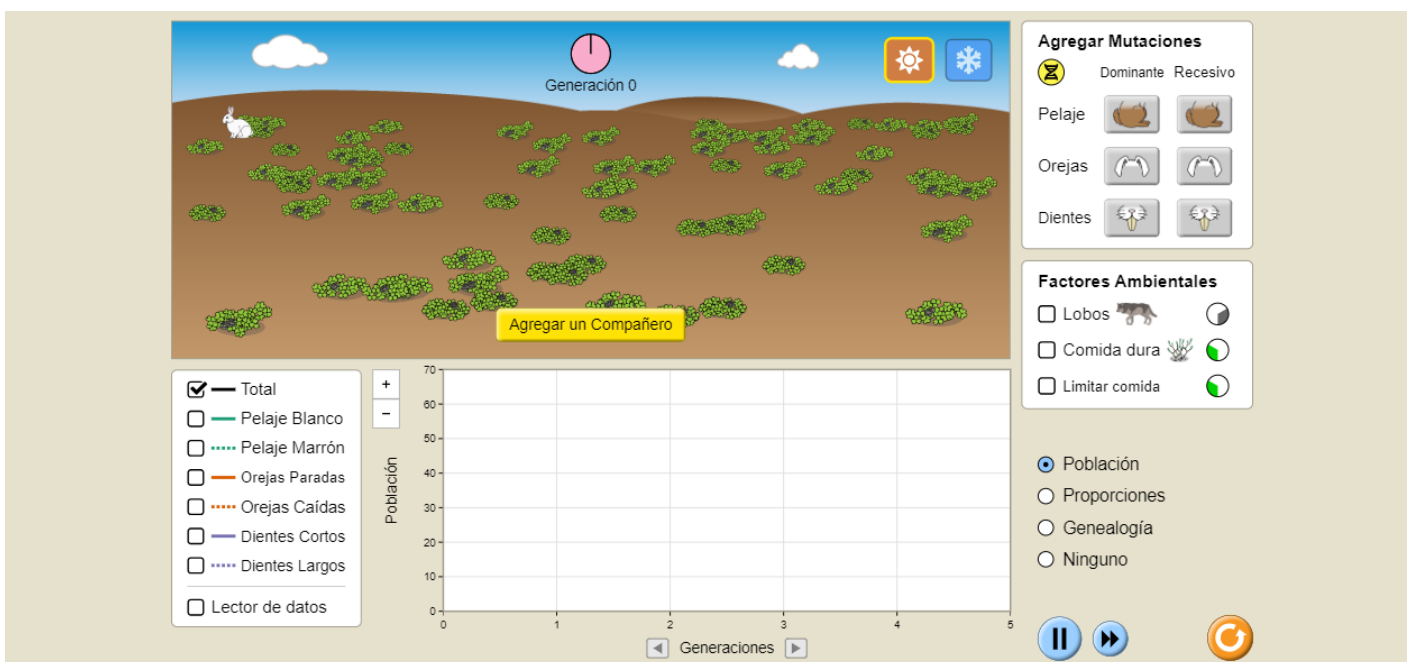 Generación 0
Agregar un Compañero
Agregar Mutaciones
Dominante Recesivo
Pelaje
Orejas
Dientes
Factores Ambientales
Lobos
Comida dura
Limitar comida
Total
Pelaje Blanco
Pelaje Marrón
Orejas Paradas
Orejas Caídas
Dientes Cortos
Dientes Largos
Lector de datos
+
−
Población
70
60
50
40
30
20
10
0
0 1 2 3 4 5
Generaciones
Población
Proporciones
Genealogía
Ninguno